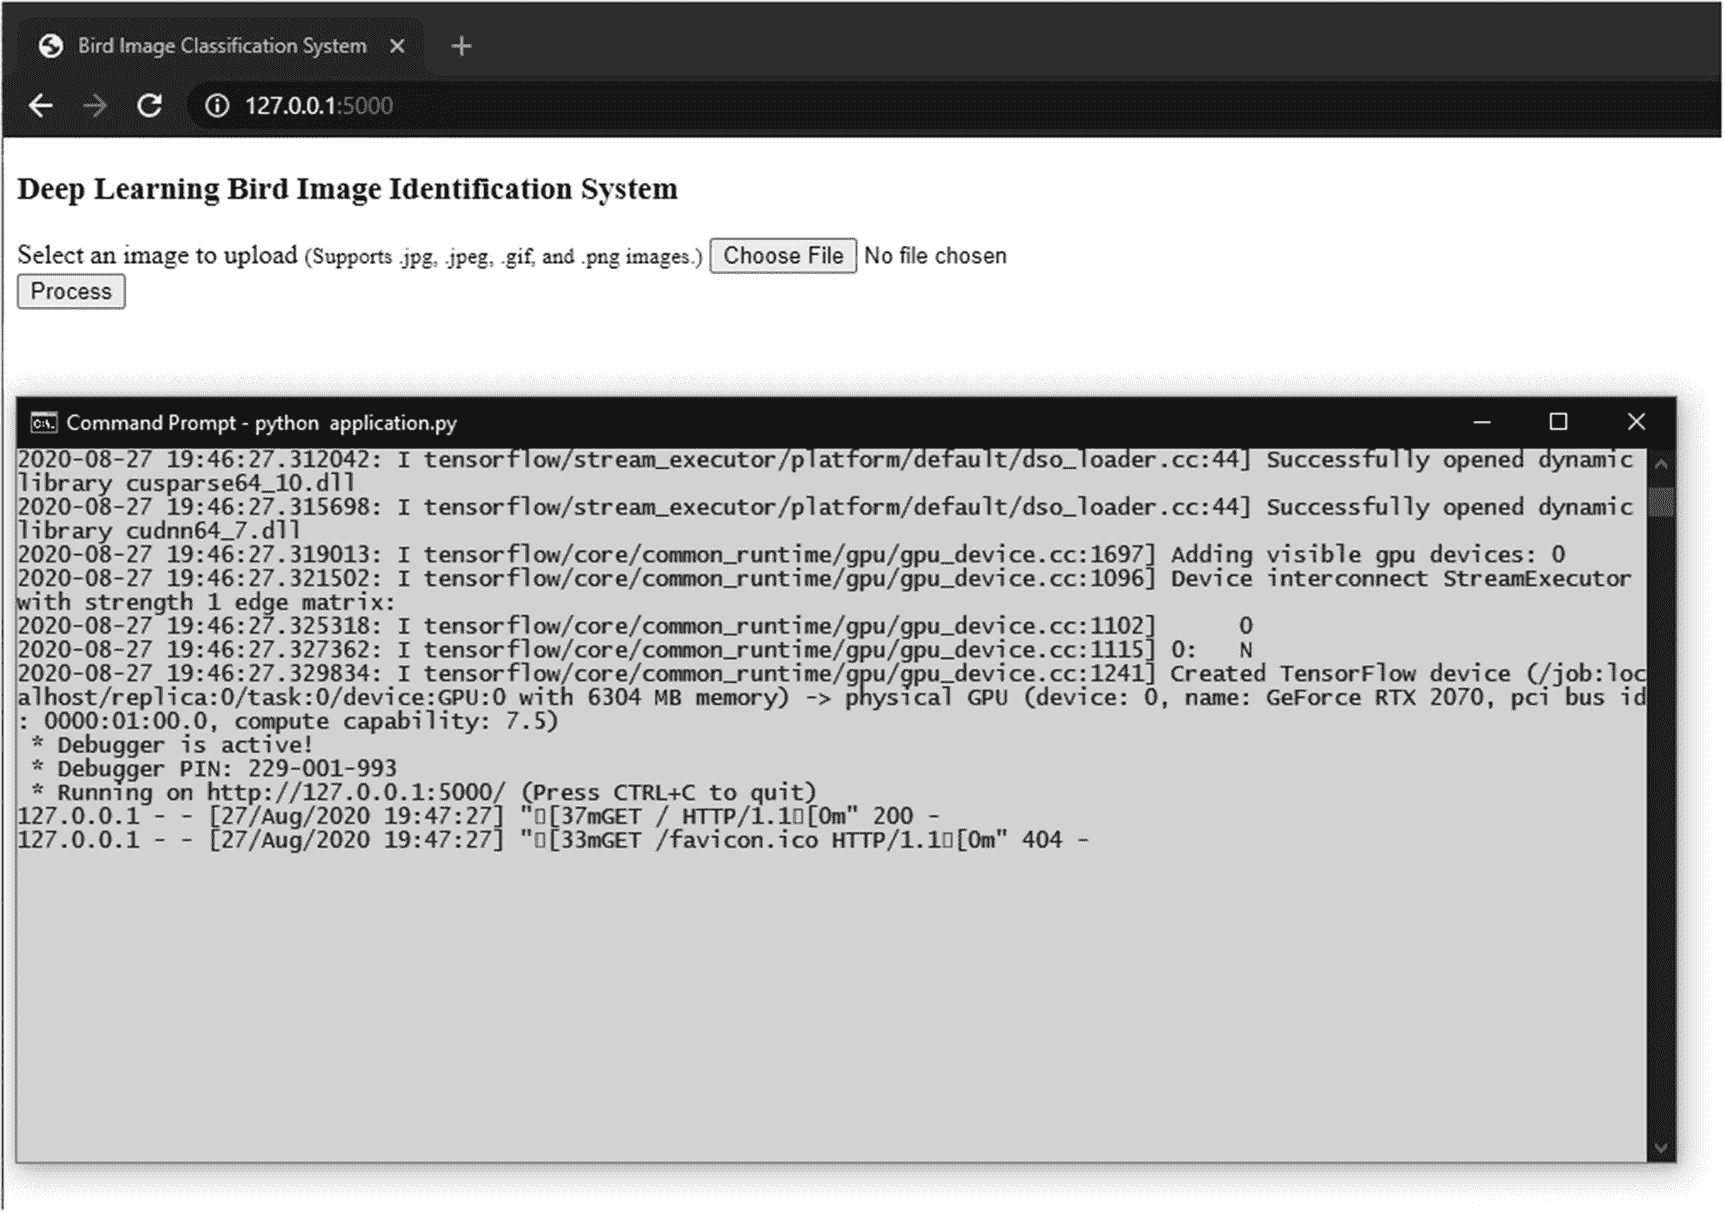 Bird Image Classification System
127.0.0.1:5000
Deep Learning Bird Image Identification System
Select an image to upload (Supports .jpg, .jpeg, .gif, and .png images.) Choose File No file chosen
Process
C:\. Command Prompt - python  application.py
2020-08-27 19:46:27.312042: I tensorflow/stream_executor/platform/default/dso_loader.cc:44] Successfully opened dynamic
library cusparse64_10.dll
2020-08-27 19:46:27.315698: I tensorflow/stream_executor/platform/default/dso_loader.cc:44] Successfully opened dynamic
library cudnn64_7.dll
2020-08-27 19:46:27.319013: I tensorflow/core/common_runtime/gpu/gpu_device.cc:1697] Adding visible gpu devices: 0
2020-08-27 19:46:27.321502: I tensorflow/core/common_runtime/gpu/gpu_device.cc:1096] Device interconnect StreamExecutor
with strength 1 edge matrix:
2020-08-27 19:46:27.325318: I tensorflow/core/common_runtime/gpu/gpu_device.cc:1102]      0
2020-08-27 19:46:27.327362: I tensorflow/core/common_runtime/gpu/gpu_device.cc:1115] 0:   N
2020-08-27 19:46:27.329834: I tensorflow/core/common_runtime/gpu/gpu_device.cc:1241] Created TensorFlow device (/job:loc
alhost/replica:0/task:0/device:GPU:0 with 6304 MB memory) -> physical GPU (device: 0, name: GeForce RTX 2070, pci bus id
: 0000:01:00.0, compute capability: 7.5)
 * Debugger is active!
 * Debugger PIN: 229-001-993
 * Running on http://127.0.0.1:5000/ (Press CTRL+C to quit)
127.0.0.1 - - [27/Aug/2020 19:47:27] "▯[37mGET / HTTP/1.1▯[0m" 200 -
127.0.0.1 - - [27/Aug/2020 19:47:27] "▯[33mGET /favicon.ico HTTP/1.1▯[0m" 404 -